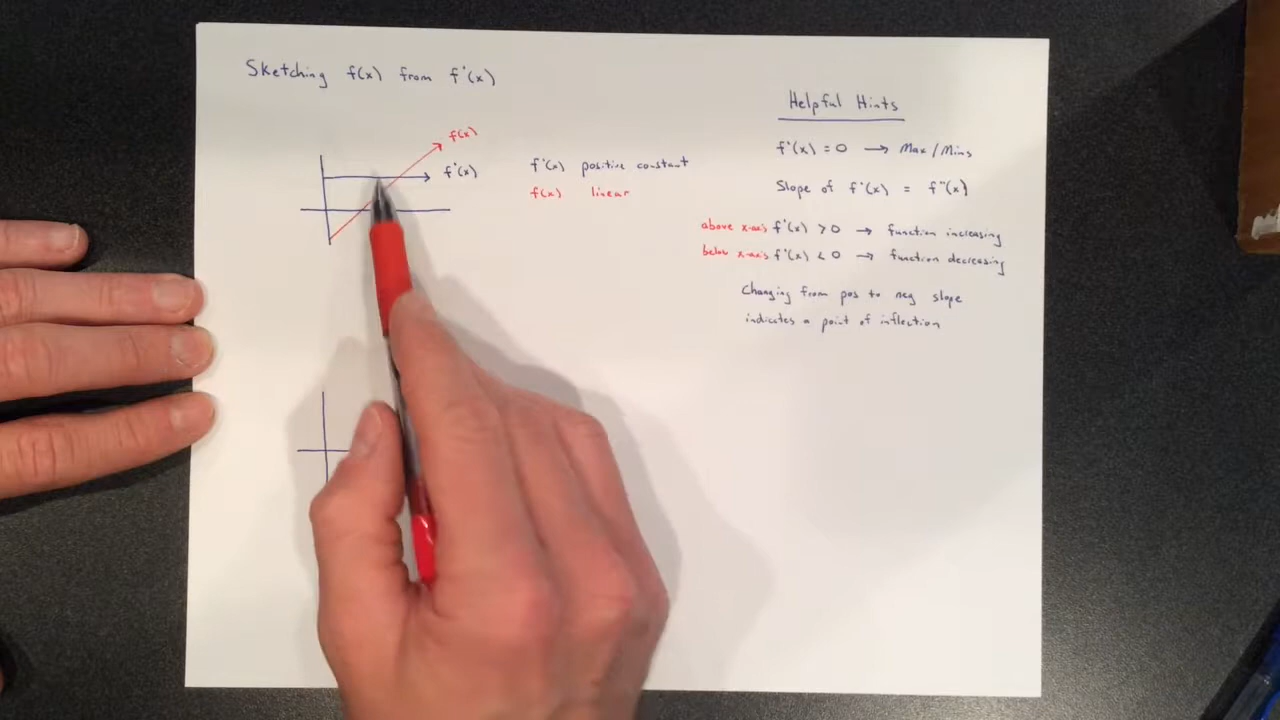 Sketching f(x) from f'(x)
f(x)
f'(x)
f'(x) positive constant
f(x) linear
Helpful Hints
f'(x) = 0 → Max/Mins
Slope of f'(x) = f"(x)
above x-axis f'(x) > 0 → function increasing
below x-axis f'(x) < 0 → function decreasing
Changing from pos to neg slope
indicates a point of inflection